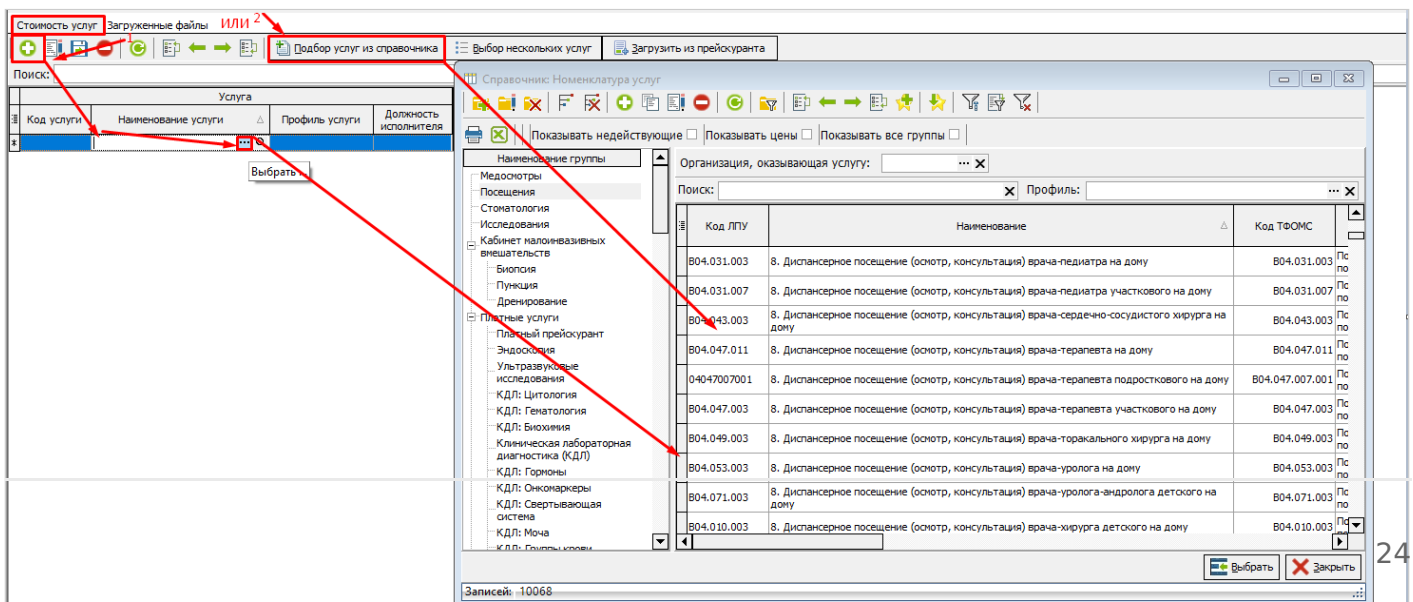 Стоимость услуг Загруженные файлы ИЛИ 2
1
Подбор услуг из справочника Выбор нескольких услуг Загрузить из прейскуранта
Поиск:
Услуга
Код услуги Наименование услуги Профиль услуги Должность исполнителя
Выбрать
Справочник: Номенклатура услуг
Показывать недействующие Показывать цены Показывать все группы
Наименование группы
Медосмотры
Посещения
Стоматология
Исследования
Кабинет малоинвазивных
вмешательств
Биопсия
Пункция
Дренирование
Платные услуги
Платный прейскурант
Эндоскопия
Ультразвуковые
исследования
КДЛ: Цитология
КДЛ: Гематология
КДЛ: Биохимия
Клиническая лабораторная
диагностика (КДЛ)
КДЛ: Гормоны
КДЛ: Онкомаркеры
КДЛ: Свертывающая
система
КДЛ: Моча
КДЛ: Группы крови
Организация, оказывающая услугу:
Поиск: Профиль:
Код ЛПУ Наименование Код ТФОМС
B04.031.003 8. Диспансерное посещение (осмотр, консультация) врача-педиатра на дому B04.031.003
B04.031.007 8. Диспансерное посещение (осмотр, консультация) врача-педиатра участкового на дому B04.031.007
B04.043.003 8. Диспансерное посещение (осмотр, консультация) врача-сердечно-сосудистого хирурга на B04.043.003
дому
B04.047.011 8. Диспансерное посещение (осмотр, консультация) врача-терапевта на дому B04.047.011
04047007001 8. Диспансерное посещение (осмотр, консультация) врача-терапевта подросткового на дому B04.047.007.001
B04.047.003 8. Диспансерное посещение (осмотр, консультация) врача-терапевта участкового на дому B04.047.003
B04.049.003 8. Диспансерное посещение (осмотр, консультация) врача-торакального хирурга на дому B04.049.003
B04.053.003 8. Диспансерное посещение (осмотр, консультация) врача-уролога на дому B04.053.003
B04.071.003 8. Диспансерное посещение (осмотр, консультация) врача-уролога-андролога детского на B04.071.003
дому
B04.010.003 8. Диспансерное посещение (осмотр, консультация) врача-хирурга детского на дому B04.010.003
Выбрать Закрыть
Записей: 10068
24